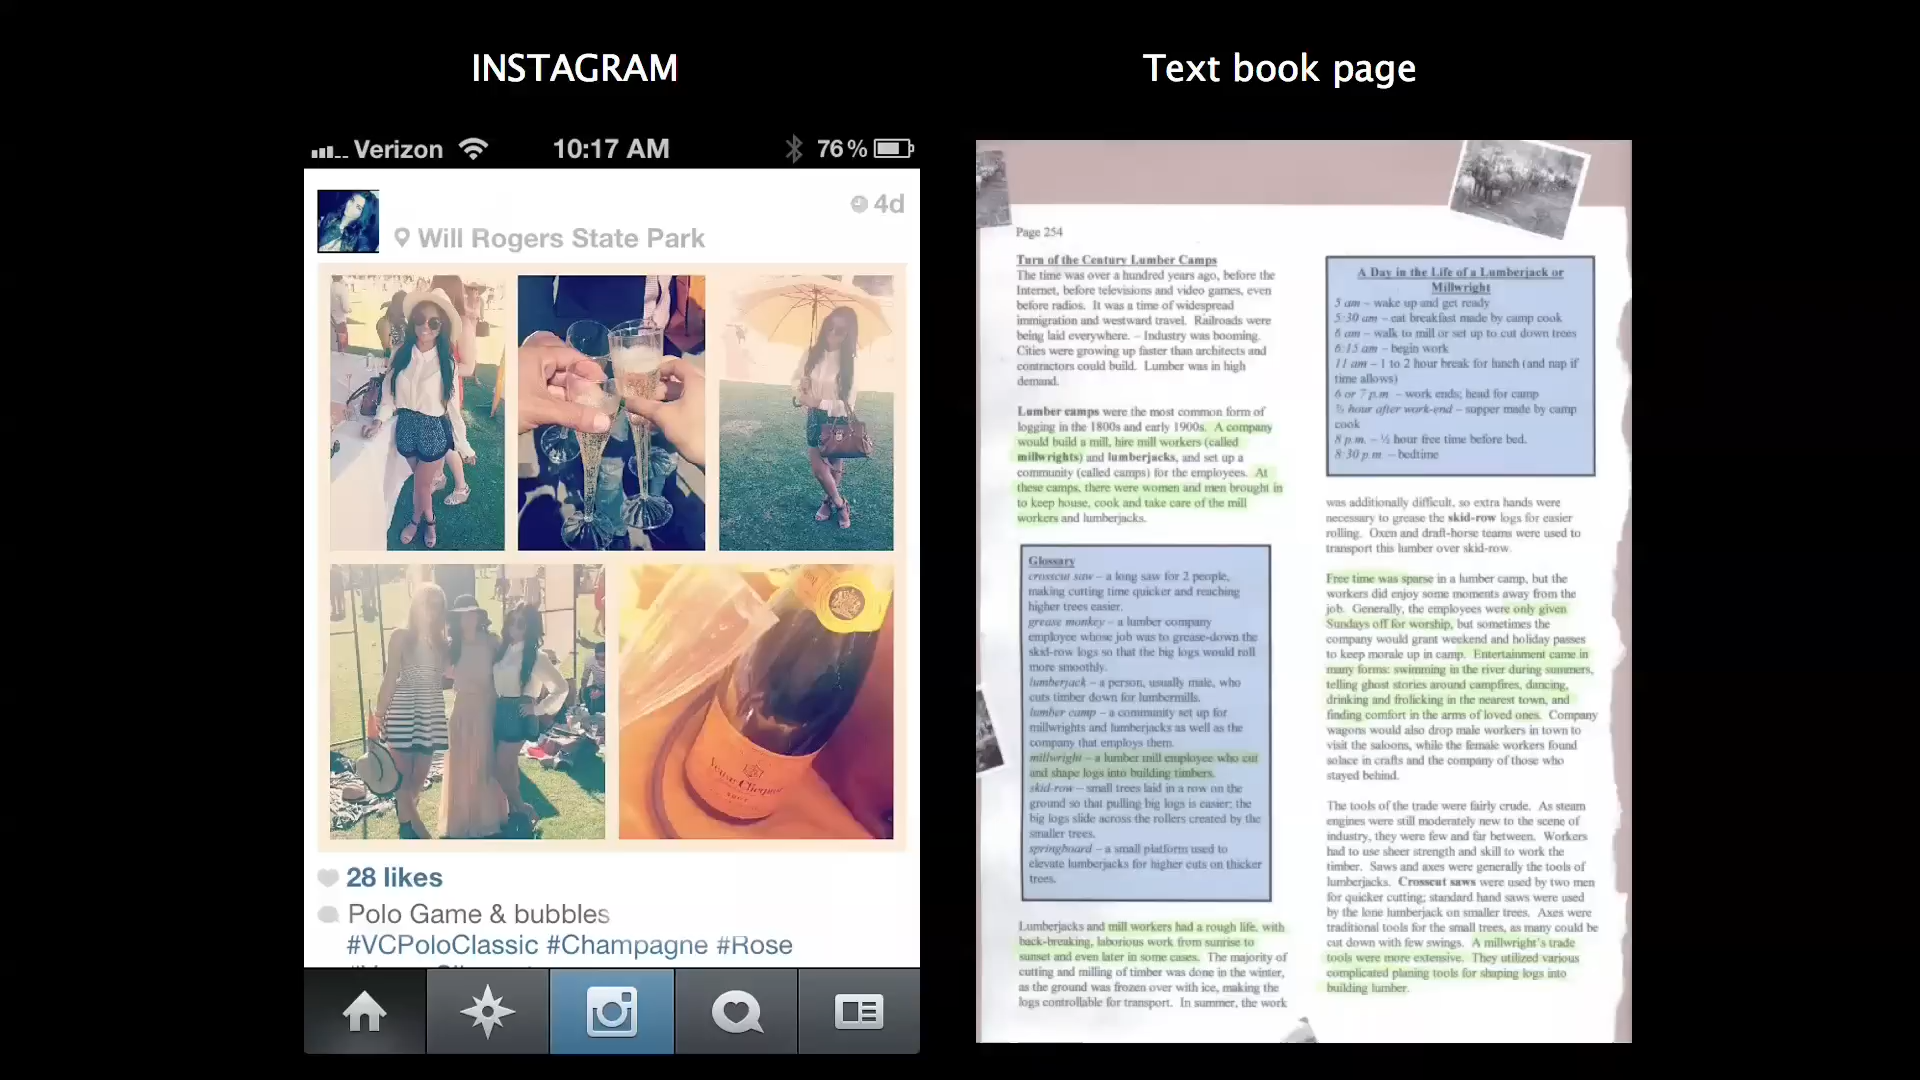 INSTAGRAM
Verizon 10:17 AM 76%
4d
Will Rogers State Park
Veuve Clicquot
28 likes
Polo Game & bubbles
#VCPoloClassic #Champagne #Rose
Text book page
Page 254
Turn of the Century Lumber Camps
The time was over a hundred years ago, before the
Internet, before televisions and video games, even
before radios. It was a time of widespread
immigration and westward travel. Railroads were
being laid everywhere. – Industry was booming.
Cities were growing up faster than architects and
contractors could build. Lumber was in high
demand.
Lumber camps were the most common form of
logging in the 1800s and early 1900s. A company
would build a mill, hire mill workers (called
millwrights) and lumberjacks, and set up a
community (called camps) for the employees. At
these camps, there were women and men brought in
to keep house, cook and take care of the mill
workers and lumberjacks.
Glossary
crosscut saw – a long saw for 2 people,
making cutting time quicker and reaching
higher trees easier.
grease monkey – a lumber company
employee whose job was to grease-down the
skid-row logs so that the big logs would roll
more smoothly.
lumberjack – a person, usually male, who
cuts timber down for lumbermills.
lumber camp – a community set up for
millwrights and lumberjacks as well as the
company that employs them.
millwright – a lumber mill employee who cut
and shape logs into building timbers.
skid-row – small trees laid in a row on the
ground so that pulling big logs is easier; the
big logs slide across the rollers created by the
smaller trees.
springboard – a small platform used to
elevate lumberjacks for higher cuts on thicker
trees.
Lumberjacks and mill workers had a rough life, with
back-breaking, laborious work from sunrise to
sunset and even later in some cases. The majority of
cutting and milling of timber was done in the winter,
as the ground was frozen over with ice, making the
logs controllable for transport. In summer, the work
A Day in the Life of a Lumberjack or
Millwright
5 am – wake up and get ready
5:30 am – eat breakfast made by camp cook
6 am – walk to mill or set up to cut down trees
6:15 am – begin work
11 am – 1 to 2 hour break for lunch (and nap if
time allows)
6 or 7 p.m – work ends; head for camp
½ hour after work-end – supper made by camp
cook
8 p.m. – ½ hour free time before bed.
8:30 p.m. – bedtime
was additionally difficult, so extra hands were
necessary to grease the skid-row logs for easier
rolling. Oxen and draft-horse teams were used to
transport this lumber over skid-row.
Free time was sparse in a lumber camp, but the
workers did enjoy some moments away from the
job. Generally, the employees were only given
Sundays off for worship, but sometimes the
company would grant weekend and holiday passes
to keep morale up in camp. Entertainment came in
many forms: swimming in the river during summers,
telling ghost stories around campfires, dancing,
drinking and frolicking in the nearest town, and
finding comfort in the arms of loved ones. Company
wagons would also drop male workers in town to
visit the saloons, while the female workers found
solace in crafts and the company of those who
stayed behind.
The tools of the trade were fairly crude. As steam
engines were still moderately new to the scene of
industry, they were few and far between. Workers
had to use sheer strength and skill to work the
timber. Saws and axes were generally the tools of
lumberjacks. Crosscut saws were used by two men
for quicker cutting; standard hand saws were used
by the lone lumberjack on smaller trees. Axes were
traditional tools for the small trees, as many could be
cut down with few swings. A millwright's trade
tools were more extensive. They utilized various
complicated planing tools for shaping logs into
building lumber.